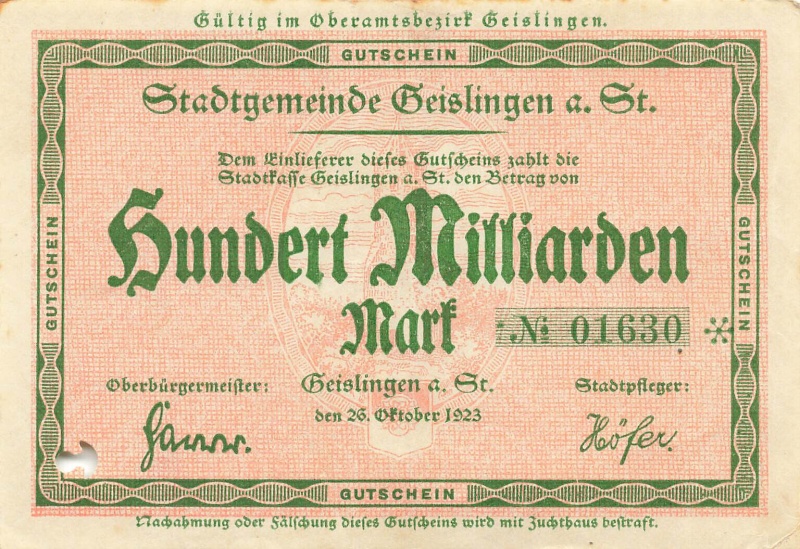 Gültig im Oberamtsbezirk Geislingen.
GUTSCHEIN
Stadtgemeinde Geislingen a. St.
Dem Einlieferer dieses Gutscheins zahlt die
Stadtkasse Geislingen a. St. den Betrag von
GUTSCHEIN
Hundert Milliarden
GUTSCHEIN
Mark
№ 01630
Oberbürgermeister:
Geislingen a. St.
Stadtpfleger:
den 26. Oktober 1923
Höfer.
GUTSCHEIN
Nachahmung oder Fälschung dieses Gutscheins wird mit Zuchthaus bestraft.